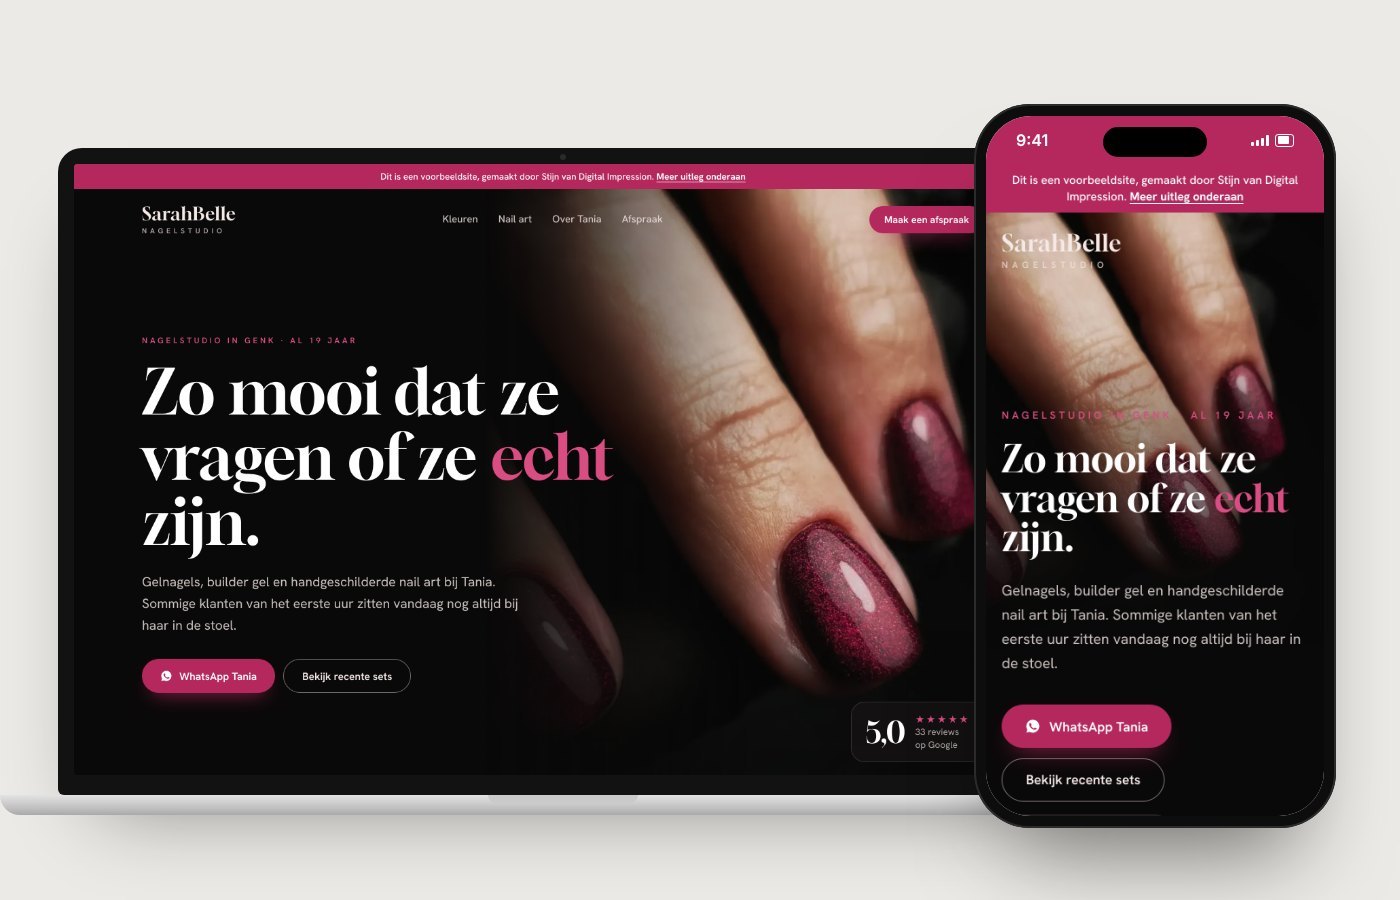 Dit is een voorbeeldsite, gemaakt door Stijn van Digital Impression. Meer uitleg onderaan
SarahBelle
NAGELSTUDIO
Kleuren
Nail art
Over Tania
Afspraak
Maak een afspraak
NAGELSTUDIO IN GENK · AL 19 JAAR
Zo mooi dat ze
vragen of ze echt
zijn.
Gelnagels, builder gel en handgeschilderde nail art bij Tania.
Sommige klanten van het eerste uur zitten vandaag nog altijd bij
haar in de stoel.
WhatsApp Tania
Bekijk recente sets
5,0
★★★★★
33 reviews
op Google
9:41
Dit is een voorbeeldsite, gemaakt door Stijn van Digital
Impression. Meer uitleg onderaan
SarahBelle
NAGELSTUDIO
NAGELSTUDIO IN GENK · AL 19 JAAR
Zo mooi dat ze
vragen of ze echt
zijn.
Gelnagels, builder gel en handgeschilderde
nail art bij Tania. Sommige klanten van het
eerste uur zitten vandaag nog altijd bij haar in
de stoel.
WhatsApp Tania
Bekijk recente sets